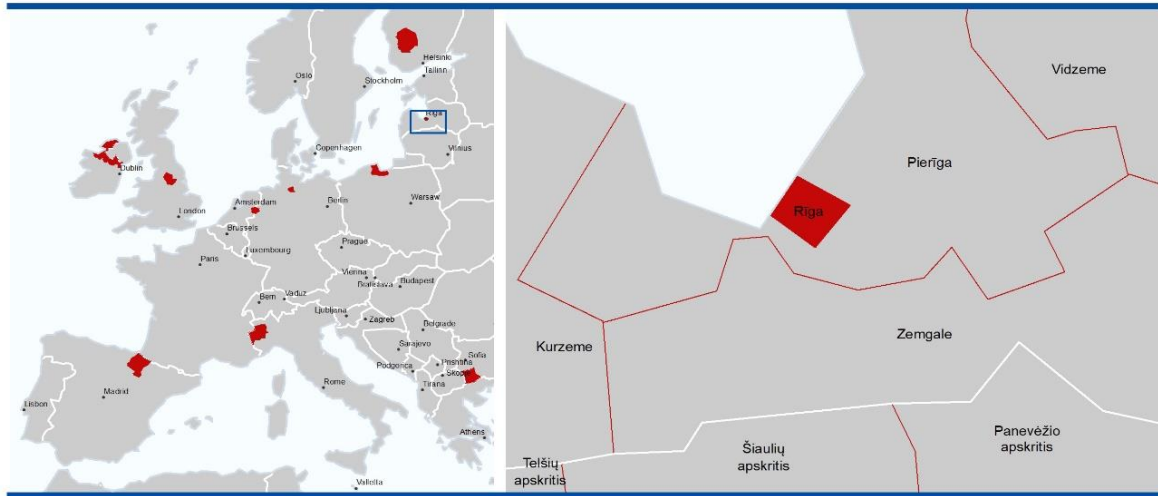 Helsinki
Oslo
Tallinn
Stockholm
Rīga
Copenhagen
Vilnius
Dublin
Amsterdam
Berlin
Warsaw
London
Brussels
Luxembourg
Prague
Paris
Vienna
Bratislava
Budapest
Bern
Vaduz
Ljubljana
Zagreb
Belgrade
Sarajevo
Sofia
Prishtina
Podgorica
Skopje
Tirana
Rome
Madrid
Lisbon
Athens
Valletta
Vidzeme
Pierīga
Rīga
Kurzeme
Zemgale
Telšių
apskritis
Šiaulių
apskritis
Panevėžio
apskritis